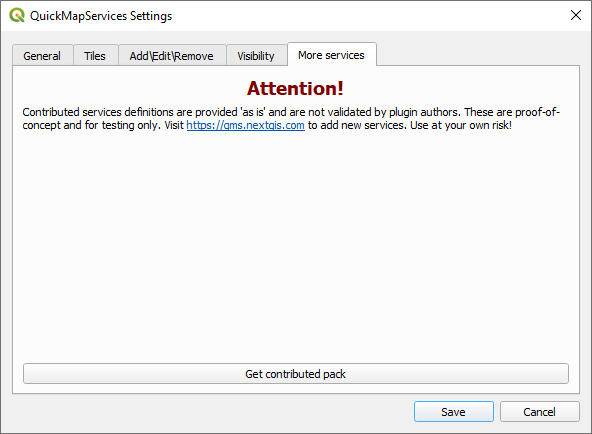 QuickMapServices Settings
General Tiles Add\Edit\Remove Visibility More services
Attention!
Contributed services definitions are provided 'as is' and are not validated by plugin authors. These are proof-of-
concept and for testing only. Visit https://qms.nextgis.com to add new services. Use at your own risk!
Get contributed pack
Save Cancel